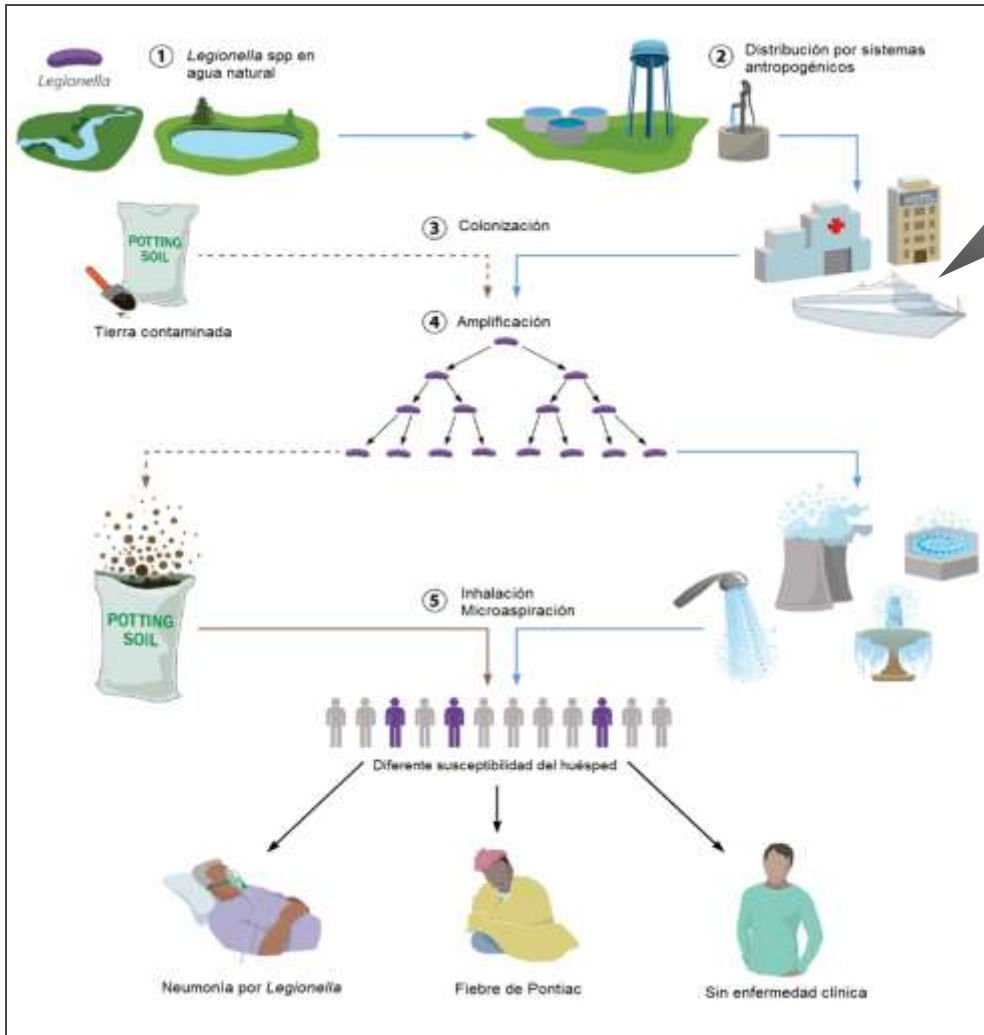 Legionella
1 Legionella spp en
agua natural
2 Distribución por sistemas
antropogénicos
HOTEL
POTTING
SOIL
Tierra contaminada
3 Colonización
4 Amplificación
POTTING
SOIL
5 Inhalación
Microaspiración
Diferente susceptibilidad del huésped
Neumonía por Legionella
Fiebre de Pontiac
Sin enfermedad clínica